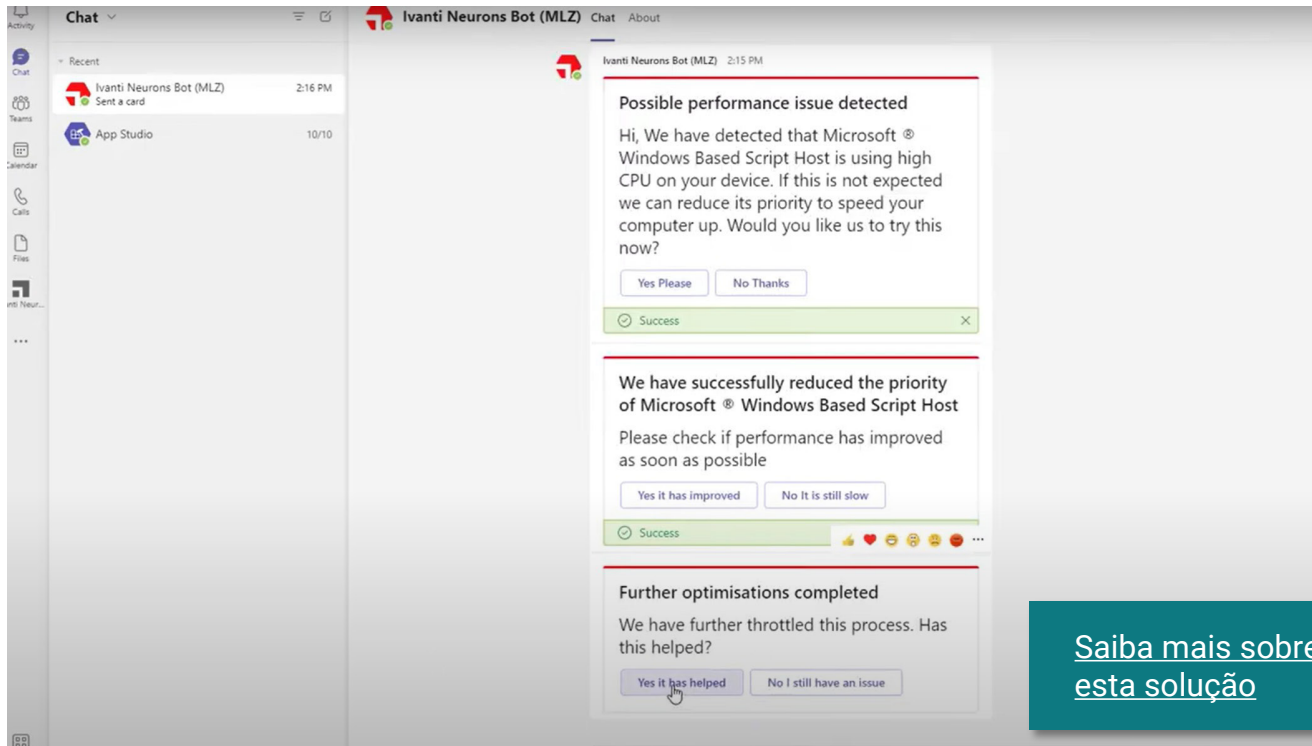 Activity
Chat
Teams
Calendar
Calls
Files
...
Chat
Recent
Ivanti Neurons Bot (MLZ) 2:16 PM
Sent a card
App Studio 10/10
Ivanti Neurons Bot (MLZ) Chat About
Ivanti Neurons Bot (MLZ) 2:15 PM
Possible performance issue detected
Hi, We have detected that Microsoft ®
Windows Based Script Host is using high
CPU on your device. If this is not expected
we can reduce its priority to speed your
computer up. Would you like us to try this
now?
Yes Please No Thanks
Success
We have successfully reduced the priority
of Microsoft ® Windows Based Script Host
Please check if performance has improved
as soon as possible
Yes it has improved No It is still slow
Success
Further optimisations completed
We have further throttled this process. Has
this helped?
Yes it has helped No I still have an issue
Saiba mais sobre
esta solução